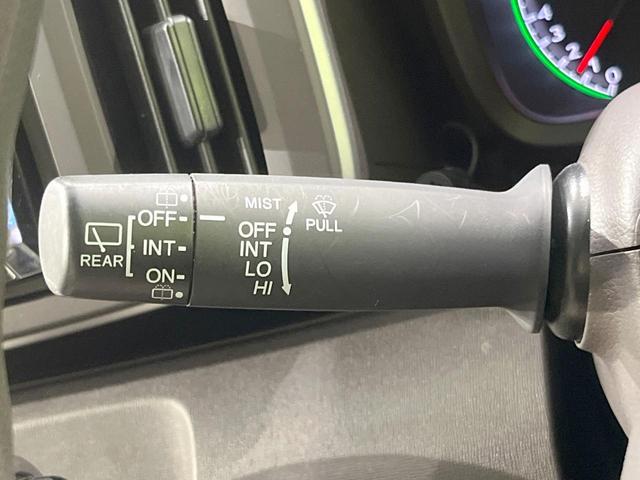 MIST
PULL
OFF
INT
LO
HI
OFF
INT
ON
REAR